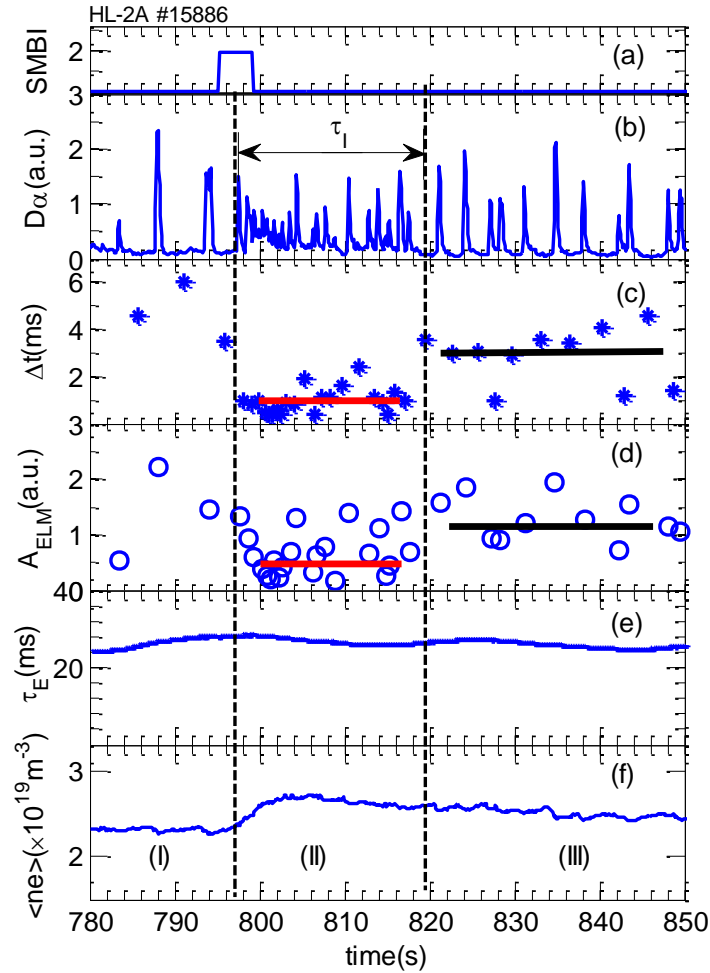 HL-2A #15886
SMBI
2
3
(a)
Dα(a.u.)
2
1
0
τI
(b)
Δt(ms)
6
4
2
3
(c)
AELM(a.u.)
2
1
40
(d)
τE(ms)
20
(e)
<ne>(×10^19m^-3)
3
2
(f)
(I)
(II)
(III)
780 790 800 810 820 830 840 850
time(s)